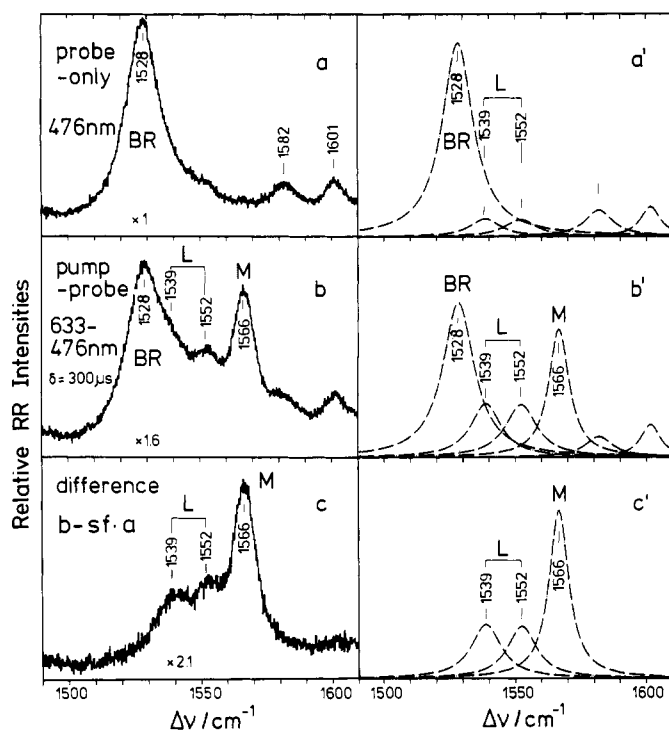 Relative RR Intensities
probe
-only
476nm
a
1528
BR
1582
1601
×1
a'
L
1528
1539
1552
BR
pump
-probe
633-
476nm
δ=300µs
b
L
M
1528
1539
1552
1566
BR
×1.6
b'
BR
L
M
1528
1539
1552
1566
difference
b-sf·a
c
L
M
1539
1552
1566
×2.1
c'
L
M
1539
1552
1566
1500 1550 1600
Δν/cm⁻¹
1500 1550 1600
Δν/cm⁻¹